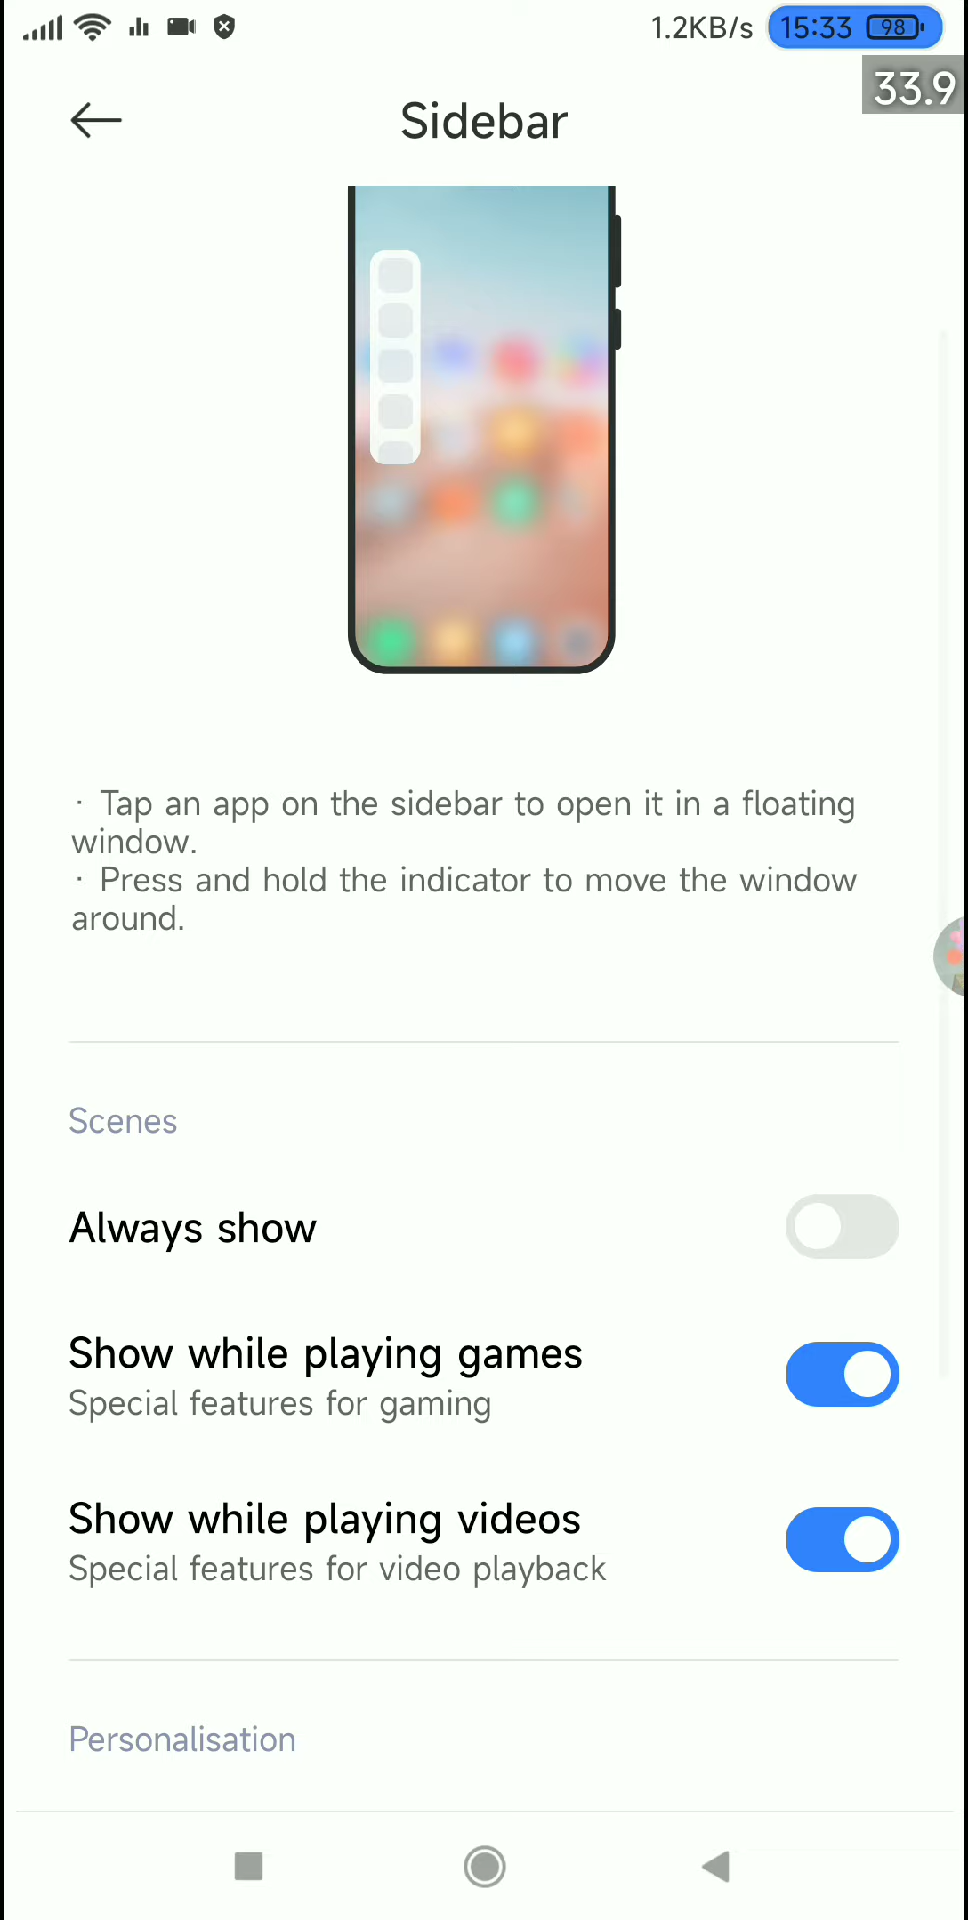 1.2KB/s 15:33 98
33.9
Sidebar
· Tap an app on the sidebar to open it in a floating
window.
· Press and hold the indicator to move the window
around.
Scenes
Always show
Show while playing games
Special features for gaming
Show while playing videos
Special features for video playback
Personalisation